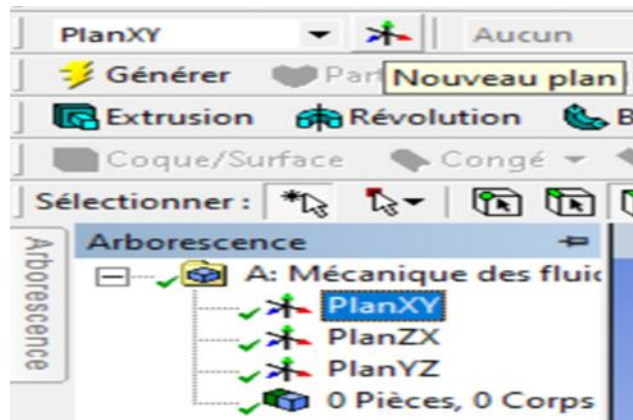 PlanXY Aucun
Générer Nouveau plan
Extrusion Révolution B
Coque/Surface Congé
Sélectionner :
Arborescence
Arborescence
A: Mécanique des fluid
PlanXY
PlanZX
PlanYZ
0 Pièces, 0 Corps